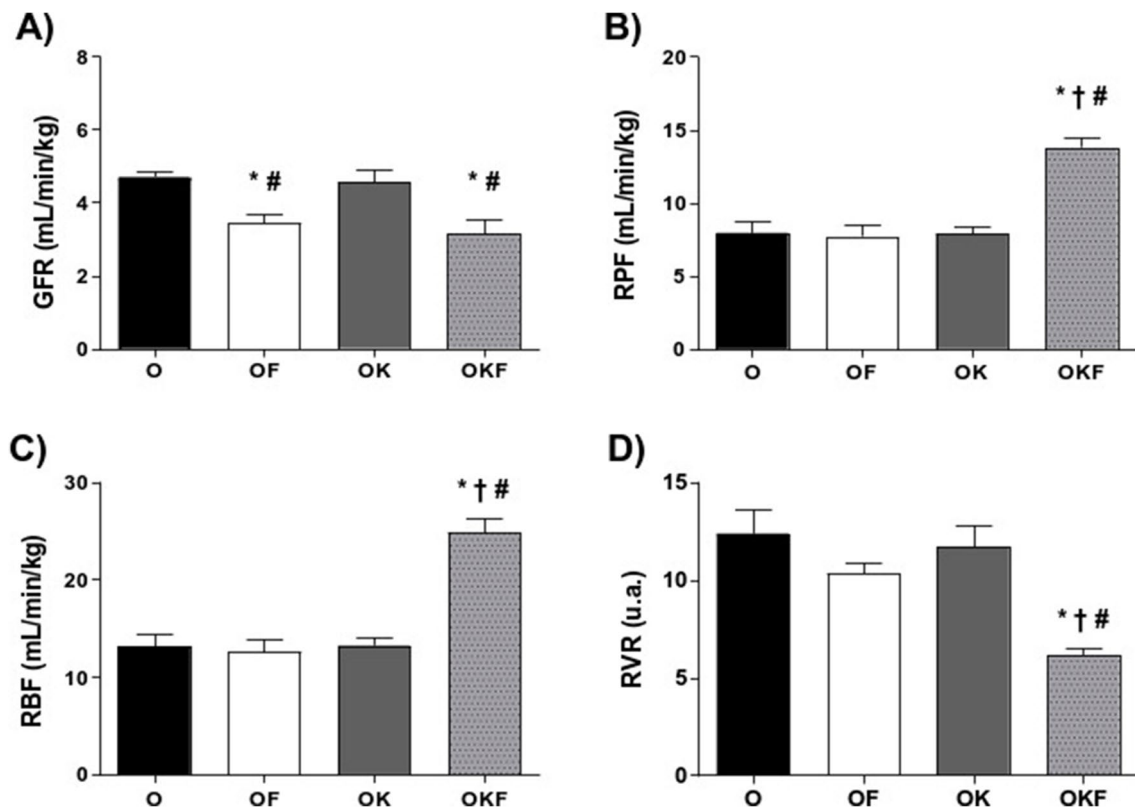 A)
GFR (mL/min/kg)
8
6
4
2
0
* #
* #
O OF OK OKF
B)
RPF (mL/min/kg)
20
15
10
5
0
* † #
O OF OK OKF
C)
RBF (mL/min/kg)
30
20
10
0
* † #
O OF OK OKF
D)
RVR (u.a.)
15
10
5
0
* † #
O OF OK OKF